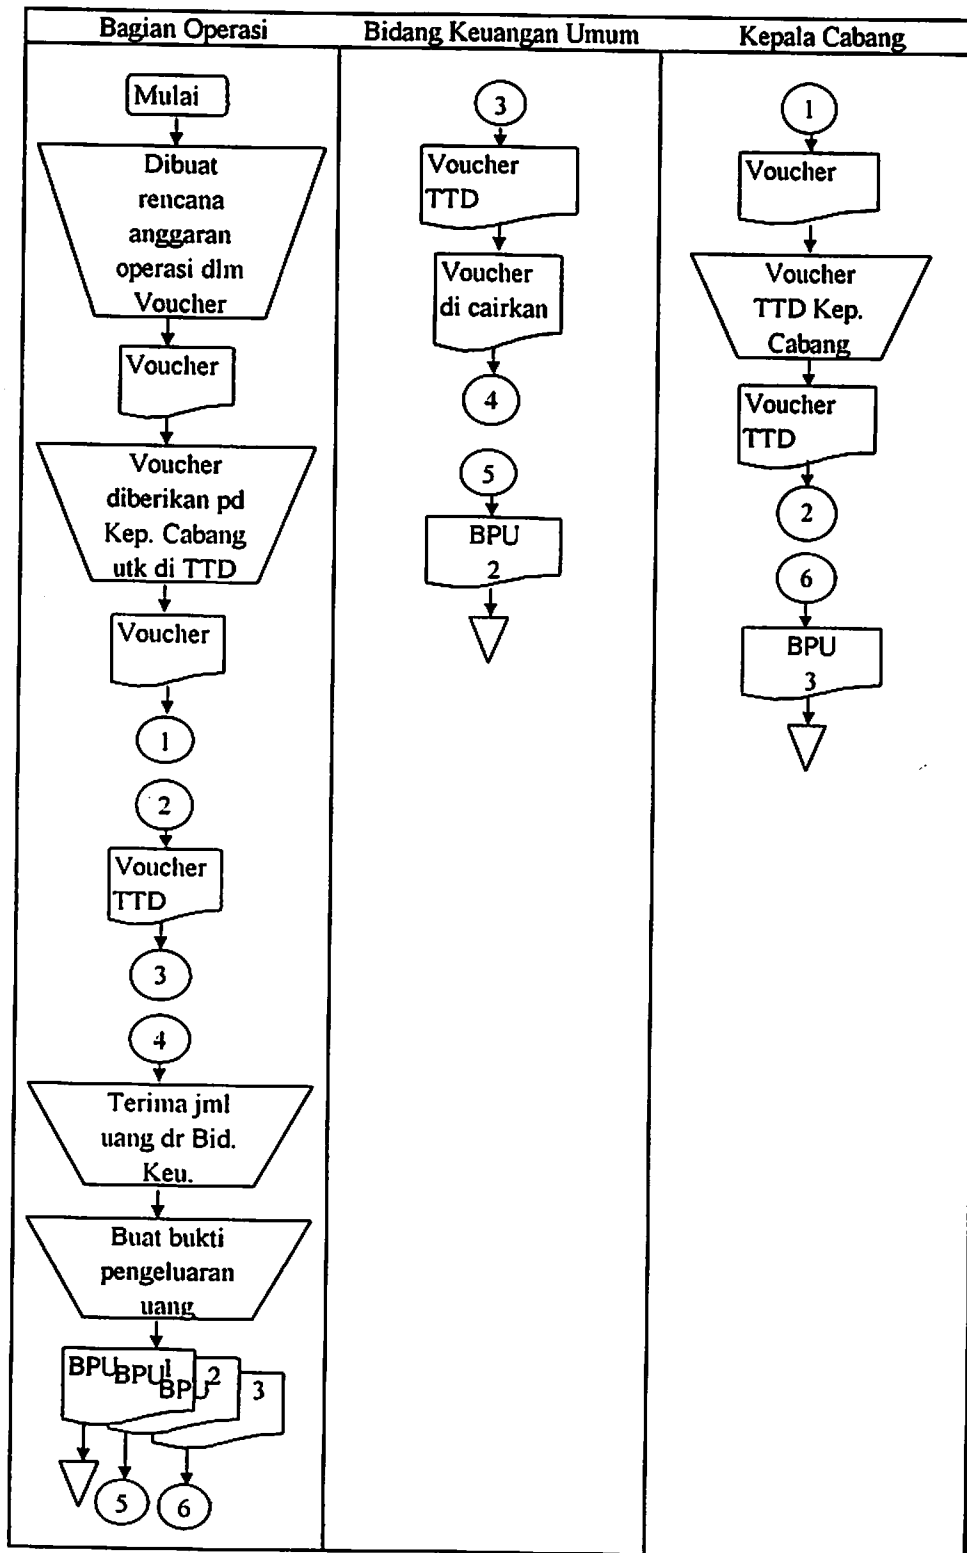 Bagian Operasi
Bidang Keuangan Umum
Kepala Cabang
Mulai
Dibuat
rencana
anggaran
operasi dlm
Voucher
Voucher
Voucher
diberikan pd
Kep. Cabang
utk di TTD
Voucher
1
2
Voucher
TTD
3
4
Terima jml
uang dr Bid.
Keu.
Buat bukti
pengeluaran
uang
BPU 1
BPU 2
BPU 3
5
6
3
Voucher
TTD
Voucher
di cairkan
4
5
BPU
2
1
Voucher
Voucher
TTD Kep.
Cabang
Voucher
TTD
2
6
BPU
3